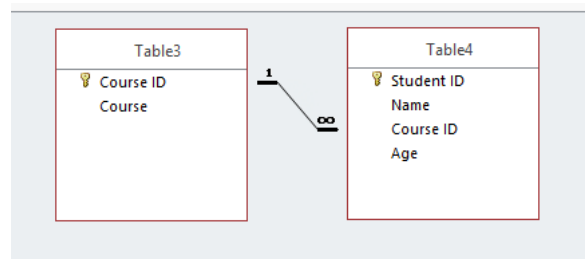 Table3
Course ID
Course
1
∞
Table4
Student ID
Name
Course ID
Age